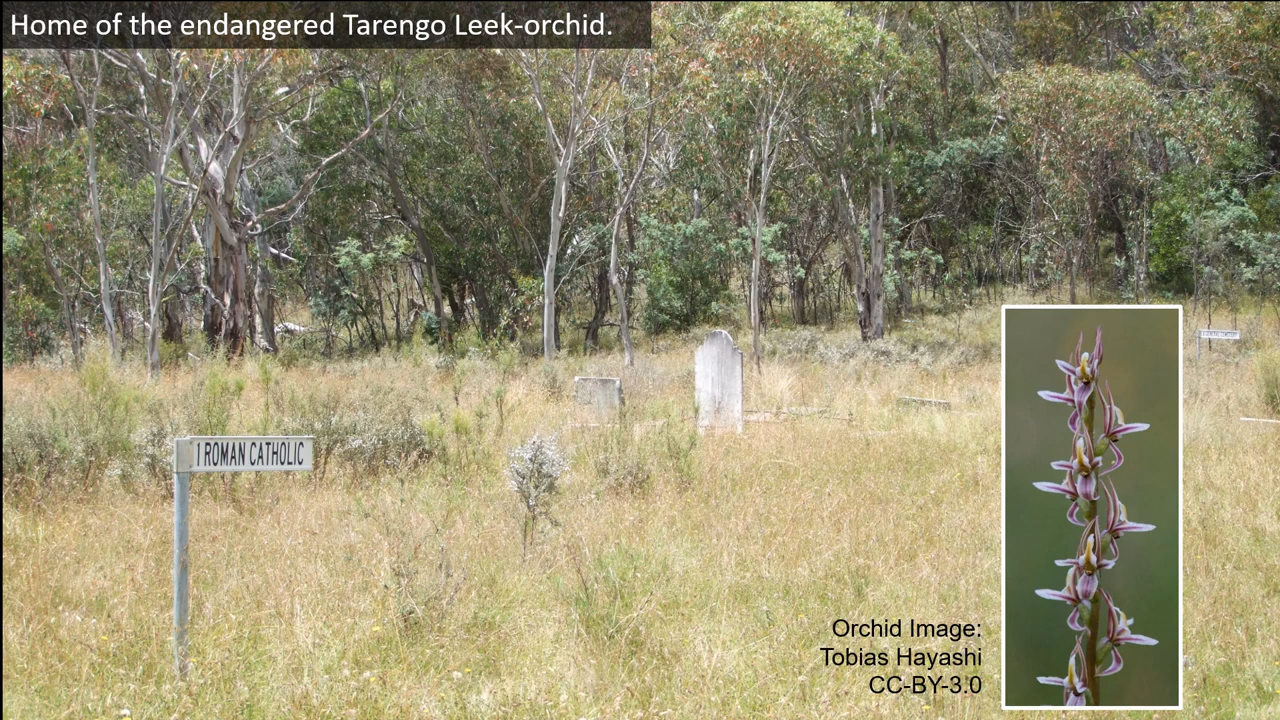 Home of the endangered Tarengo Leek-orchid.
1 ROMAN CATHOLIC
Orchid Image:
Tobias Hayashi
CC-BY-3.0